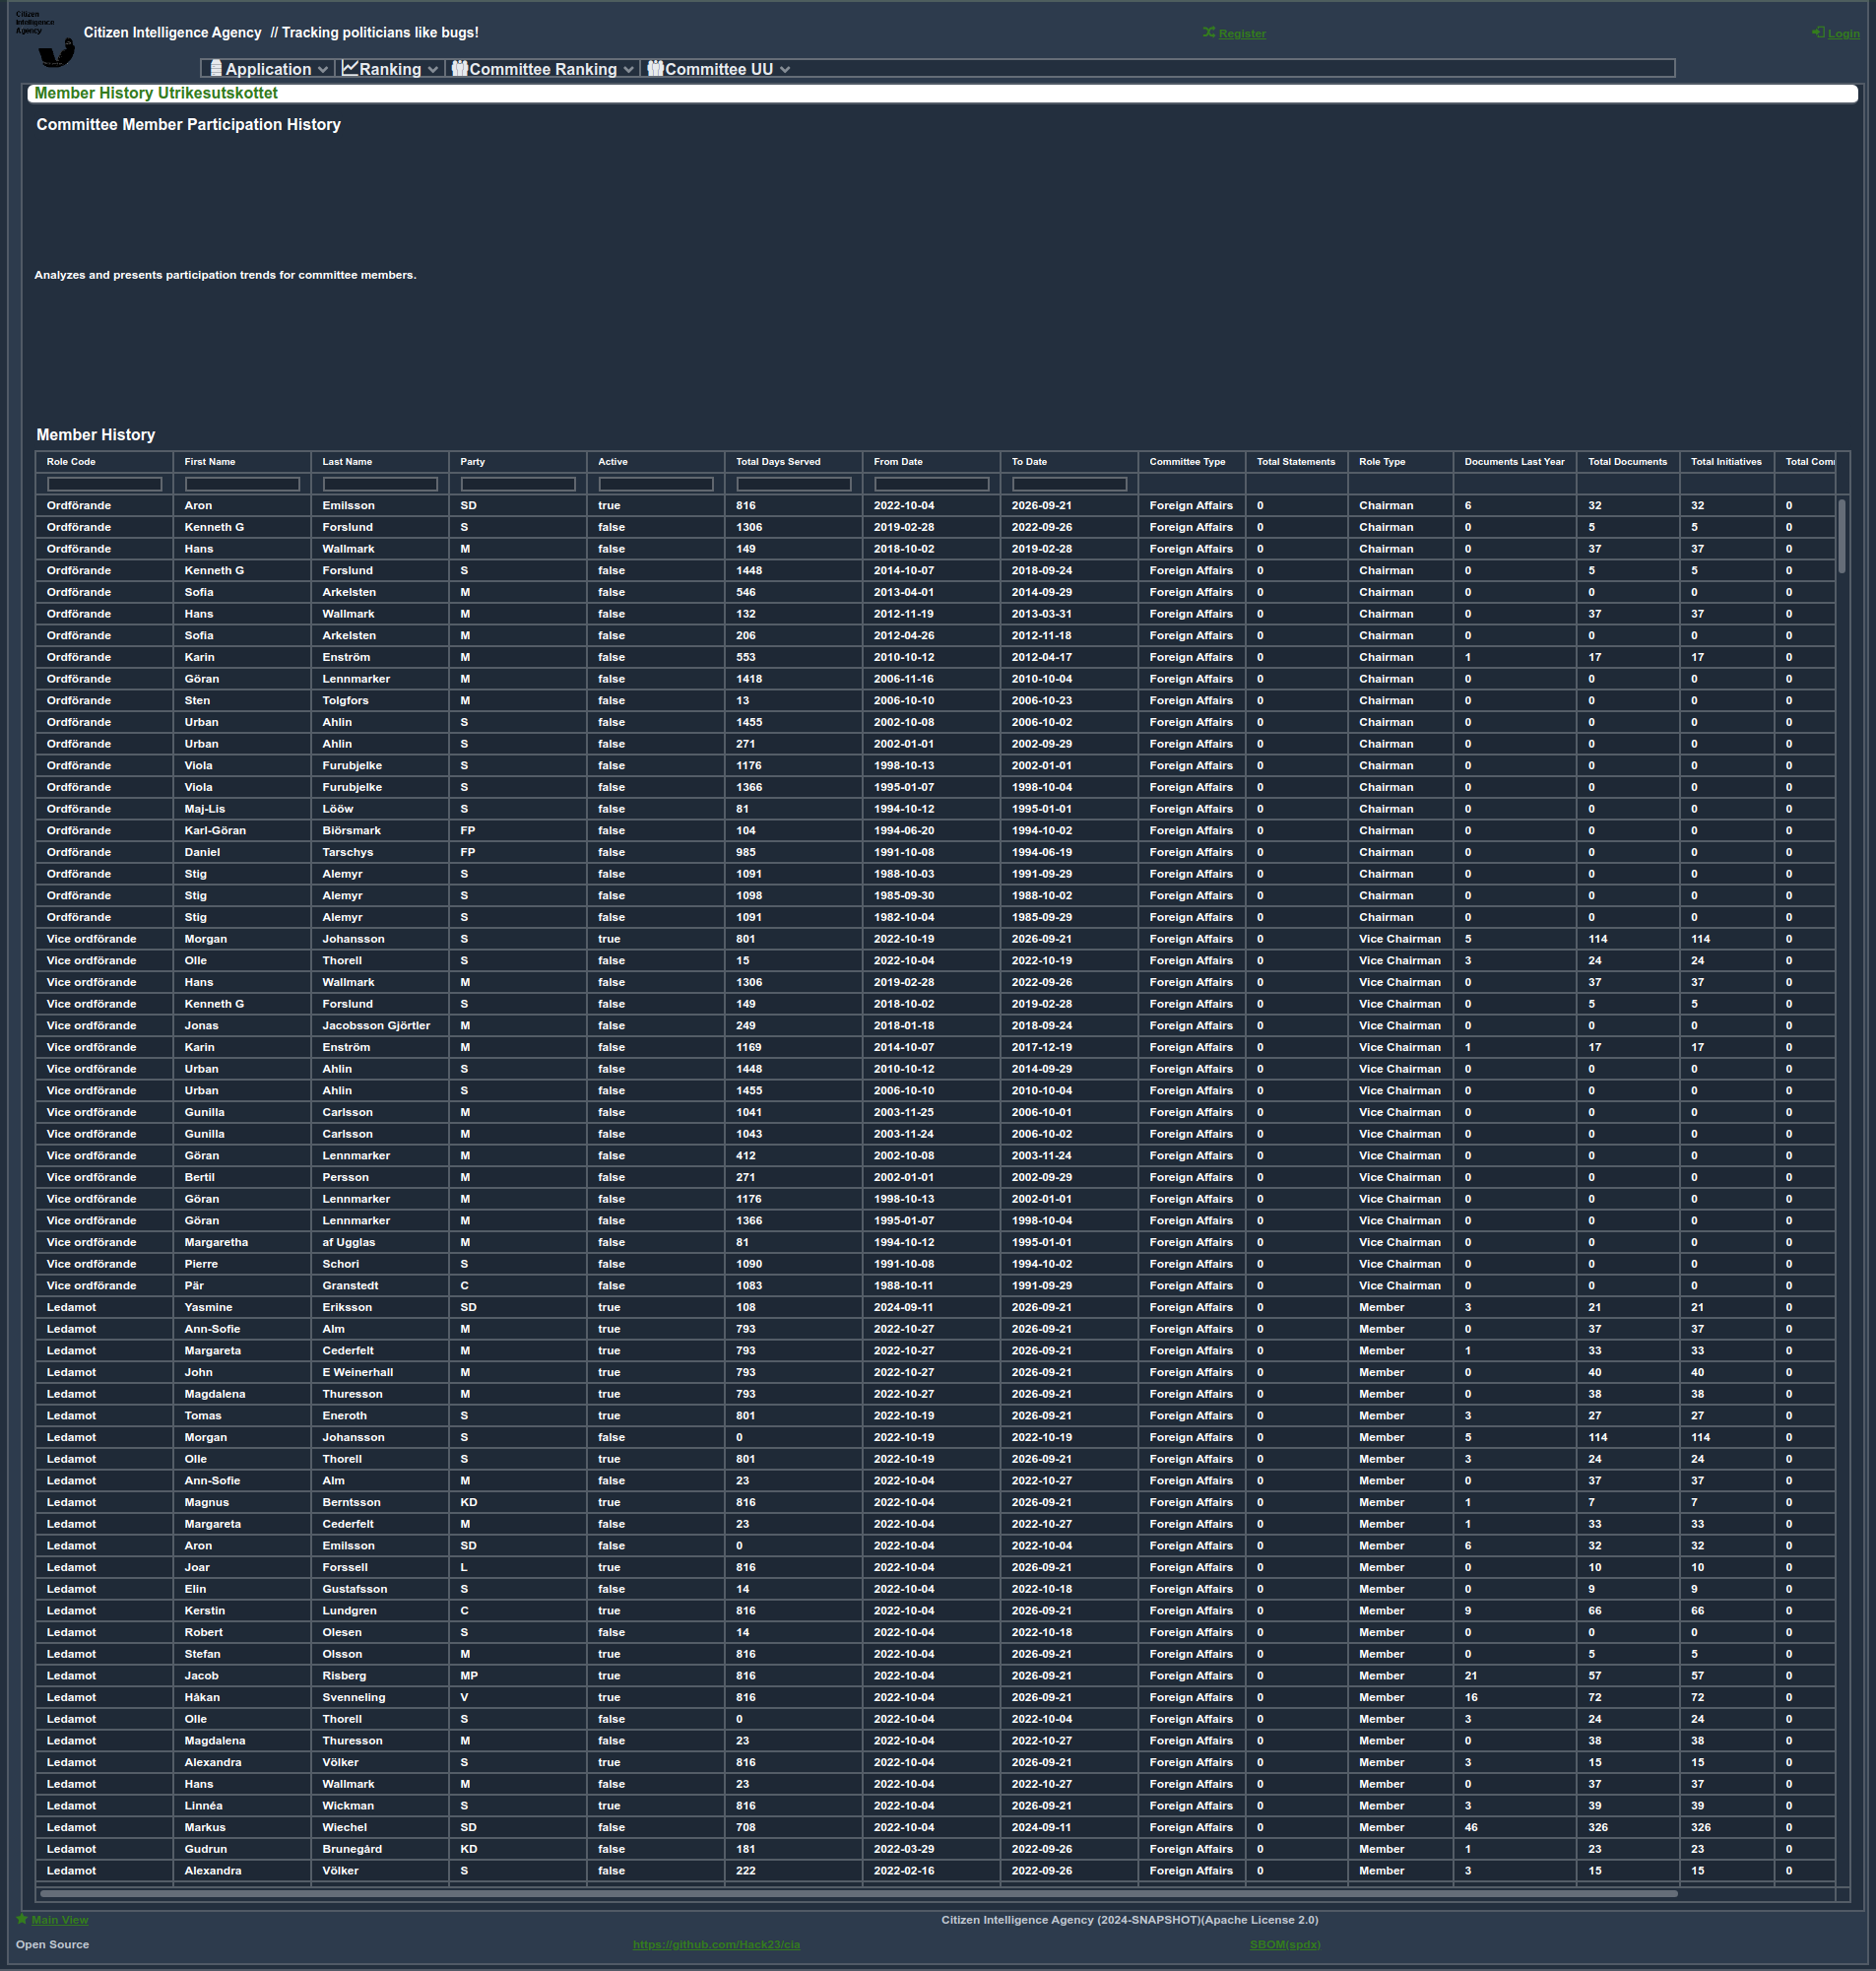 Citizen
Intelligence
Agency
Citizen Intelligence Agency // Tracking politicians like bugs!
Register
Login
Application Ranking Committee Ranking Committee UU
Member History Utrikesutskottet
Committee Member Participation History
Analyzes and presents participation trends for committee members.
Member History
Role Code First Name Last Name Party Active Total Days Served From Date To Date Committee Type Total Statements Role Type Documents Last Year Total Documents Total Initiatives Total Com
Ordförande Aron Emilsson SD true 816 2022-10-04 2026-09-21 Foreign Affairs 0 Chairman 6 32 32 0
Ordförande Kenneth G Forslund S false 1306 2019-02-28 2022-09-26 Foreign Affairs 0 Chairman 0 5 5 0
Ordförande Hans Wallmark M false 149 2018-10-02 2019-02-28 Foreign Affairs 0 Chairman 0 37 37 0
Ordförande Kenneth G Forslund S false 1448 2014-10-07 2018-09-24 Foreign Affairs 0 Chairman 0 5 5 0
Ordförande Sofia Arkelsten M false 546 2013-04-01 2014-09-29 Foreign Affairs 0 Chairman 0 0 0 0
Ordförande Hans Wallmark M false 132 2012-11-19 2013-03-31 Foreign Affairs 0 Chairman 0 37 37 0
Ordförande Sofia Arkelsten M false 206 2012-04-26 2012-11-18 Foreign Affairs 0 Chairman 0 0 0 0
Ordförande Karin Enström M false 553 2010-10-12 2012-04-17 Foreign Affairs 0 Chairman 1 17 17 0
Ordförande Göran Lennmarker M false 1418 2006-11-16 2010-10-04 Foreign Affairs 0 Chairman 0 0 0 0
Ordförande Sten Tolgfors M false 13 2006-10-10 2006-10-23 Foreign Affairs 0 Chairman 0 0 0 0
Ordförande Urban Ahlin S false 1455 2002-10-08 2006-10-02 Foreign Affairs 0 Chairman 0 0 0 0
Ordförande Urban Ahlin S false 271 2002-01-01 2002-09-29 Foreign Affairs 0 Chairman 0 0 0 0
Ordförande Viola Furubjelke S false 1176 1998-10-13 2002-01-01 Foreign Affairs 0 Chairman 0 0 0 0
Ordförande Viola Furubjelke S false 1366 1995-01-07 1998-10-04 Foreign Affairs 0 Chairman 0 0 0 0
Ordförande Maj-Lis Lööw S false 81 1994-10-12 1995-01-01 Foreign Affairs 0 Chairman 0 0 0 0
Ordförande Karl-Göran Biörsmark FP false 104 1994-06-20 1994-10-02 Foreign Affairs 0 Chairman 0 0 0 0
Ordförande Daniel Tarschys FP false 985 1991-10-08 1994-06-19 Foreign Affairs 0 Chairman 0 0 0 0
Ordförande Stig Alemyr S false 1091 1988-10-03 1991-09-29 Foreign Affairs 0 Chairman 0 0 0 0
Ordförande Stig Alemyr S false 1098 1985-09-30 1988-10-02 Foreign Affairs 0 Chairman 0 0 0 0
Ordförande Stig Alemyr S false 1091 1982-10-04 1985-09-29 Foreign Affairs 0 Chairman 0 0 0 0
Vice ordförande Morgan Johansson S true 801 2022-10-19 2026-09-21 Foreign Affairs 0 Vice Chairman 5 114 114 0
Vice ordförande Olle Thorell S false 15 2022-10-04 2022-10-19 Foreign Affairs 0 Vice Chairman 3 24 24 0
Vice ordförande Hans Wallmark M false 1306 2019-02-28 2022-09-26 Foreign Affairs 0 Vice Chairman 0 37 37 0
Vice ordförande Kenneth G Forslund S false 149 2018-10-02 2019-02-28 Foreign Affairs 0 Vice Chairman 0 5 5 0
Vice ordförande Jonas Jacobsson Gjörtler M false 249 2018-01-18 2018-09-24 Foreign Affairs 0 Vice Chairman 0 0 0 0
Vice ordförande Karin Enström M false 1169 2014-10-07 2017-12-19 Foreign Affairs 0 Vice Chairman 1 17 17 0
Vice ordförande Urban Ahlin S false 1448 2010-10-12 2014-09-29 Foreign Affairs 0 Vice Chairman 0 0 0 0
Vice ordförande Urban Ahlin S false 1455 2006-10-10 2010-10-04 Foreign Affairs 0 Vice Chairman 0 0 0 0
Vice ordförande Gunilla Carlsson M false 1041 2003-11-25 2006-10-01 Foreign Affairs 0 Vice Chairman 0 0 0 0
Vice ordförande Gunilla Carlsson M false 1043 2003-11-24 2006-10-02 Foreign Affairs 0 Vice Chairman 0 0 0 0
Vice ordförande Göran Lennmarker M false 412 2002-10-08 2003-11-24 Foreign Affairs 0 Vice Chairman 0 0 0 0
Vice ordförande Bertil Persson M false 271 2002-01-01 2002-09-29 Foreign Affairs 0 Vice Chairman 0 0 0 0
Vice ordförande Göran Lennmarker M false 1176 1998-10-13 2002-01-01 Foreign Affairs 0 Vice Chairman 0 0 0 0
Vice ordförande Göran Lennmarker M false 1366 1995-01-07 1998-10-04 Foreign Affairs 0 Vice Chairman 0 0 0 0
Vice ordförande Margaretha af Ugglas M false 81 1994-10-12 1995-01-01 Foreign Affairs 0 Vice Chairman 0 0 0 0
Vice ordförande Pierre Schori S false 1090 1991-10-08 1994-10-02 Foreign Affairs 0 Vice Chairman 0 0 0 0
Vice ordförande Pär Granstedt C false 1083 1988-10-11 1991-09-29 Foreign Affairs 0 Vice Chairman 0 0 0 0
Ledamot Yasmine Eriksson SD true 108 2024-09-11 2026-09-21 Foreign Affairs 0 Member 3 21 21 0
Ledamot Ann-Sofie Alm M true 793 2022-10-27 2026-09-21 Foreign Affairs 0 Member 0 37 37 0
Ledamot Margareta Cederfelt M true 793 2022-10-27 2026-09-21 Foreign Affairs 0 Member 1 33 33 0
Ledamot John E Weinerhall M true 793 2022-10-27 2026-09-21 Foreign Affairs 0 Member 0 40 40 0
Ledamot Magdalena Thuresson M true 793 2022-10-27 2026-09-21 Foreign Affairs 0 Member 0 38 38 0
Ledamot Tomas Eneroth S true 801 2022-10-19 2026-09-21 Foreign Affairs 0 Member 3 27 27 0
Ledamot Morgan Johansson S false 0 2022-10-19 2022-10-19 Foreign Affairs 0 Member 5 114 114 0
Ledamot Olle Thorell S true 801 2022-10-19 2026-09-21 Foreign Affairs 0 Member 3 24 24 0
Ledamot Ann-Sofie Alm M false 23 2022-10-04 2022-10-27 Foreign Affairs 0 Member 0 37 37 0
Ledamot Magnus Berntsson KD true 816 2022-10-04 2026-09-21 Foreign Affairs 0 Member 1 7 7 0
Ledamot Margareta Cederfelt M false 23 2022-10-04 2022-10-27 Foreign Affairs 0 Member 1 33 33 0
Ledamot Aron Emilsson SD false 0 2022-10-04 2022-10-04 Foreign Affairs 0 Member 6 32 32 0
Ledamot Joar Forssell L true 816 2022-10-04 2026-09-21 Foreign Affairs 0 Member 0 10 10 0
Ledamot Elin Gustafsson S false 14 2022-10-04 2022-10-18 Foreign Affairs 0 Member 0 9 9 0
Ledamot Kerstin Lundgren C true 816 2022-10-04 2026-09-21 Foreign Affairs 0 Member 9 66 66 0
Ledamot Robert Olesen S false 14 2022-10-04 2022-10-18 Foreign Affairs 0 Member 0 0 0 0
Ledamot Stefan Olsson M true 816 2022-10-04 2026-09-21 Foreign Affairs 0 Member 0 5 5 0
Ledamot Jacob Risberg MP true 816 2022-10-04 2026-09-21 Foreign Affairs 0 Member 21 57 57 0
Ledamot Håkan Svenneling V true 816 2022-10-04 2026-09-21 Foreign Affairs 0 Member 16 72 72 0
Ledamot Olle Thorell S false 0 2022-10-04 2022-10-04 Foreign Affairs 0 Member 3 24 24 0
Ledamot Magdalena Thuresson M false 23 2022-10-04 2022-10-27 Foreign Affairs 0 Member 0 38 38 0
Ledamot Alexandra Völker S true 816 2022-10-04 2026-09-21 Foreign Affairs 0 Member 3 15 15 0
Ledamot Hans Wallmark M false 23 2022-10-04 2022-10-27 Foreign Affairs 0 Member 0 37 37 0
Ledamot Linnéa Wickman S true 816 2022-10-04 2026-09-21 Foreign Affairs 0 Member 3 39 39 0
Ledamot Markus Wiechel SD false 708 2022-10-04 2024-09-11 Foreign Affairs 0 Member 46 326 326 0
Ledamot Gudrun Brunegård KD false 181 2022-03-29 2022-09-26 Foreign Affairs 0 Member 1 23 23 0
Ledamot Alexandra Völker S false 222 2022-02-16 2022-09-26 Foreign Affairs 0 Member 3 15 15 0
Main View
Citizen Intelligence Agency (2024-SNAPSHOT)(Apache License 2.0)
Open Source
https://github.com/Hack23/cia
SBOM(spdx)